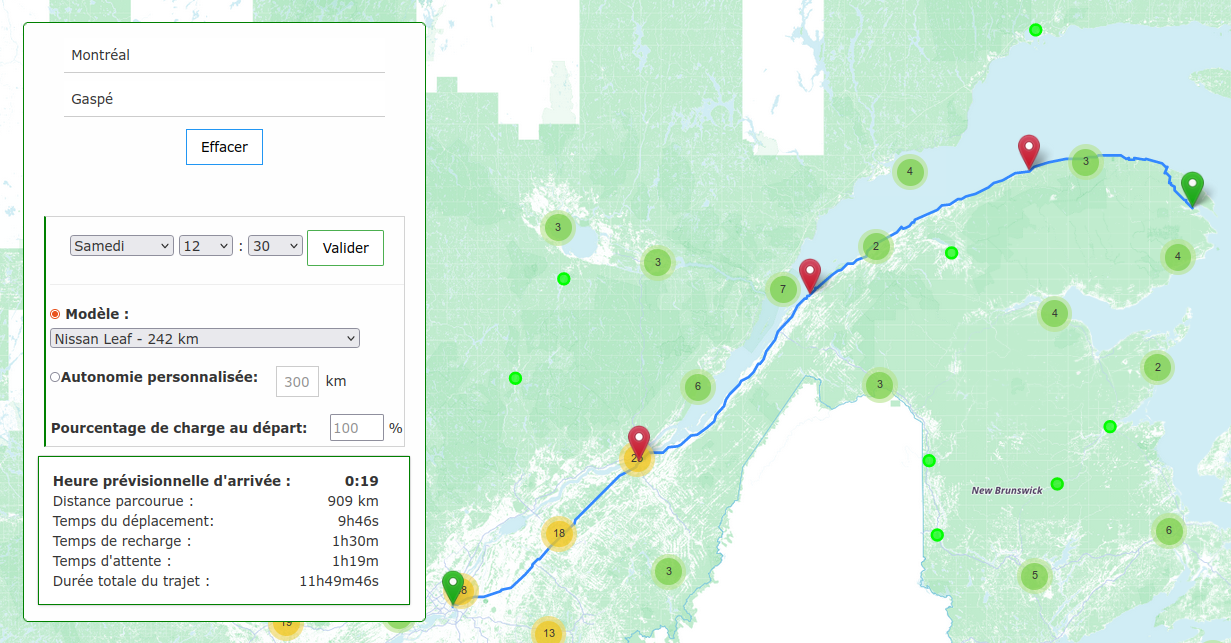 Montréal
Gaspé
Effacer
Samedi 12 : 30 Valider
Modèle :
Nissan Leaf - 242 km
Autonomie personnalisée: 300 km
Pourcentage de charge au départ: 100 %
Heure prévisionnelle d'arrivée : 0:19
Distance parcourue : 909 km
Temps du déplacement: 9h46s
Temps de recharge : 1h30m
Temps d'attente : 1h19m
Durée totale du trajet : 11h49m46s
4
3
3
2
3
4
7
4
6
3
2
18
New Brunswick
3
6
5
8
19
13